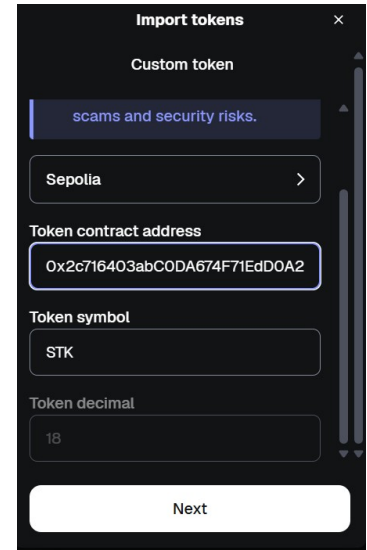 Import tokens
Custom token
scams and security risks.
Sepolia
Token contract address
0x2c716403abC0DA674F71EdD0A2
Token symbol
STK
Token decimal
18
Next